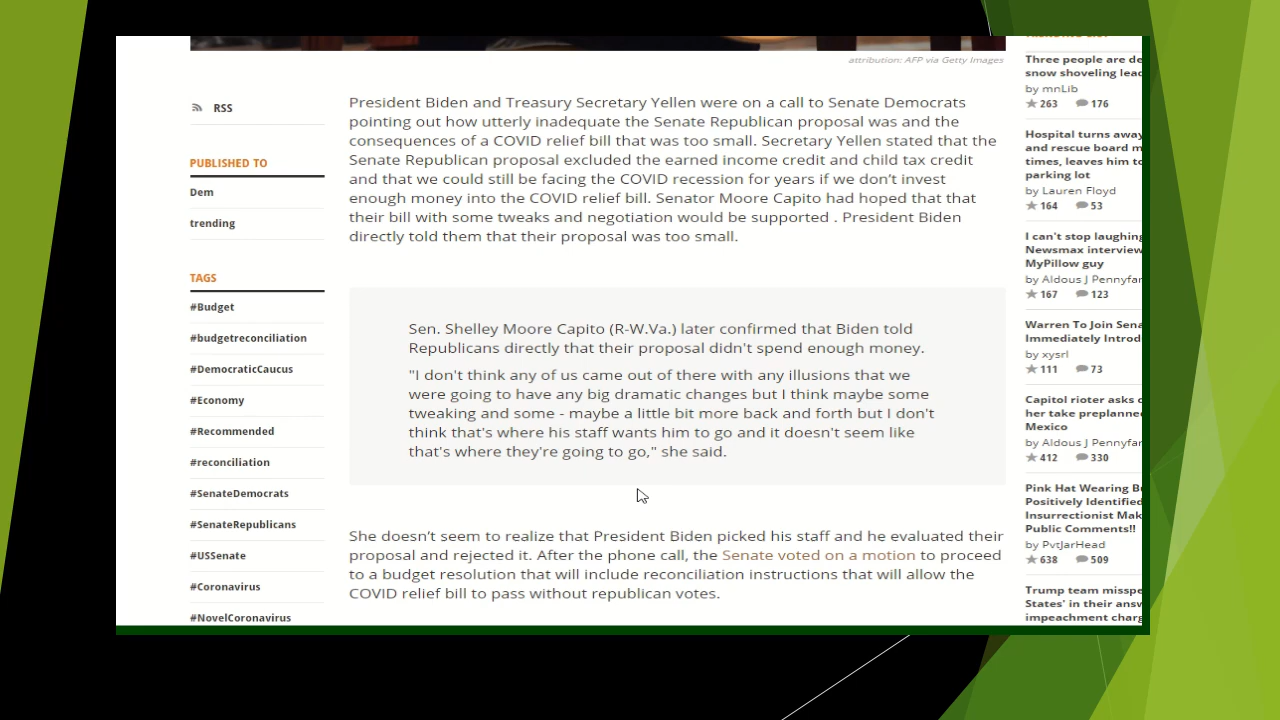 attribution: AFP via Getty Images
RSS
PUBLISHED TO
Dem
trending
TAGS
#Budget
#budgetreconciliation
#DemocraticCaucus
#Economy
#Recommended
#reconciliation
#SenateDemocrats
#SenateRepublicans
#USSenate
#Coronavirus
#NovelCoronavirus
President Biden and Treasury Secretary Yellen were on a call to Senate Democrats
pointing out how utterly inadequate the Senate Republican proposal was and the
consequences of a COVID relief bill that was too small. Secretary Yellen stated that the
Senate Republican proposal excluded the earned income credit and child tax credit
and that we could still be facing the COVID recession for years if we don't invest
enough money into the COVID relief bill. Senator Moore Capito had hoped that that
their bill with some tweaks and negotiation would be supported . President Biden
directly told them that their proposal was too small.
Sen. Shelley Moore Capito (R-W.Va.) later confirmed that Biden told
Republicans directly that their proposal didn't spend enough money.
"I don't think any of us came out of there with any illusions that we
were going to have any big dramatic changes but I think maybe some
tweaking and some - maybe a little bit more back and forth but I don't
think that's where his staff wants him to go and it doesn't seem like
that's where they're going to go," she said.
She doesn't seem to realize that President Biden picked his staff and he evaluated their
proposal and rejected it. After the phone call, the Senate voted on a motion to proceed
to a budget resolution that will include reconciliation instructions that will allow the
COVID relief bill to pass without republican votes.
Three people are de
snow shoveling lead
by mnLib
263 176
Hospital turns away
and rescue board m
times, leaves him to
parking lot
by Lauren Floyd
164 53
I can't stop laughing
Newsmax interview
MyPillow guy
by Aldous J Pennyfar
167 123
Warren To Join Sena
Immediately Introd
by xysrl
111 73
Capitol rioter asks c
her take preplanne
Mexico
by Aldous J Pennyfar
412 330
Pink Hat Wearing B
Positively Identified
Insurrectionist Mak
Public Comments!!
by PvtJarHead
638 509
Trump team misspe
States' in their answ
impeachment charg